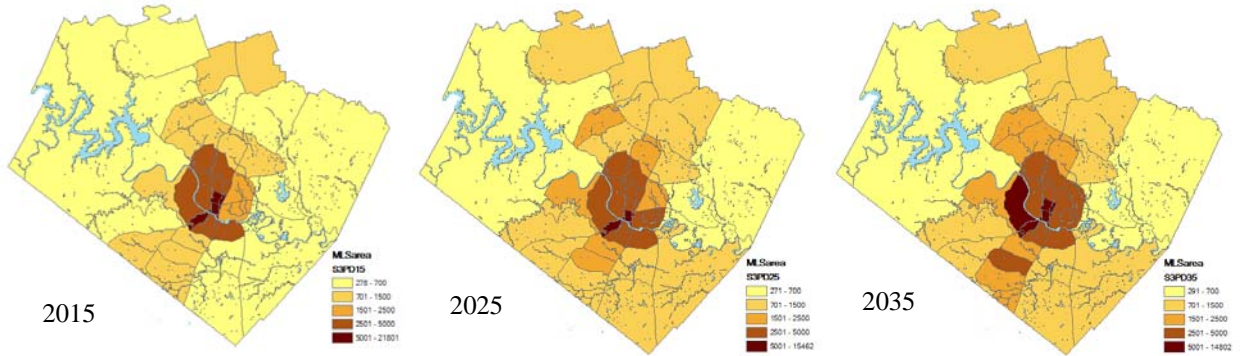 MLSarea
S3PD15
278 - 700
701 - 1500
1501 - 2500
2501 - 5000
5001 - 21801
2015
MLSarea
S3PD25
271 - 700
701 - 1500
1501 - 2500
2501 - 5000
5001 - 15462
2025
MLSarea
S3PD35
291 - 700
701 - 1500
1501 - 2500
2501 - 5000
5001 - 14802
2035